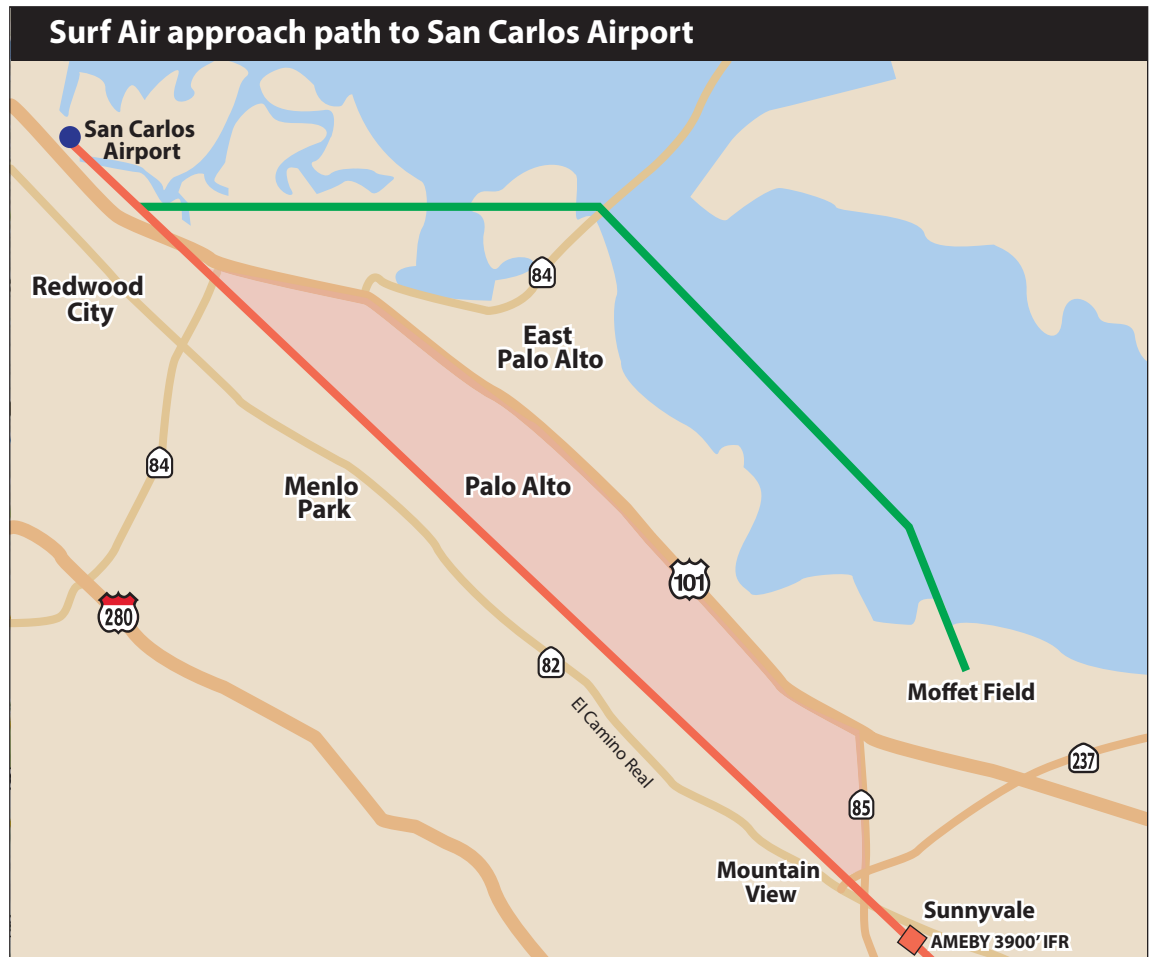 Surf Air approach path to San Carlos Airport
San Carlos
Airport
Redwood
City
84
East
Palo Alto
84
Menlo
Park
Palo Alto
101
280
82
El Camino Real
Moffet Field
237
85
Mountain
View
Sunnyvale
AMEBY 3900' IFR